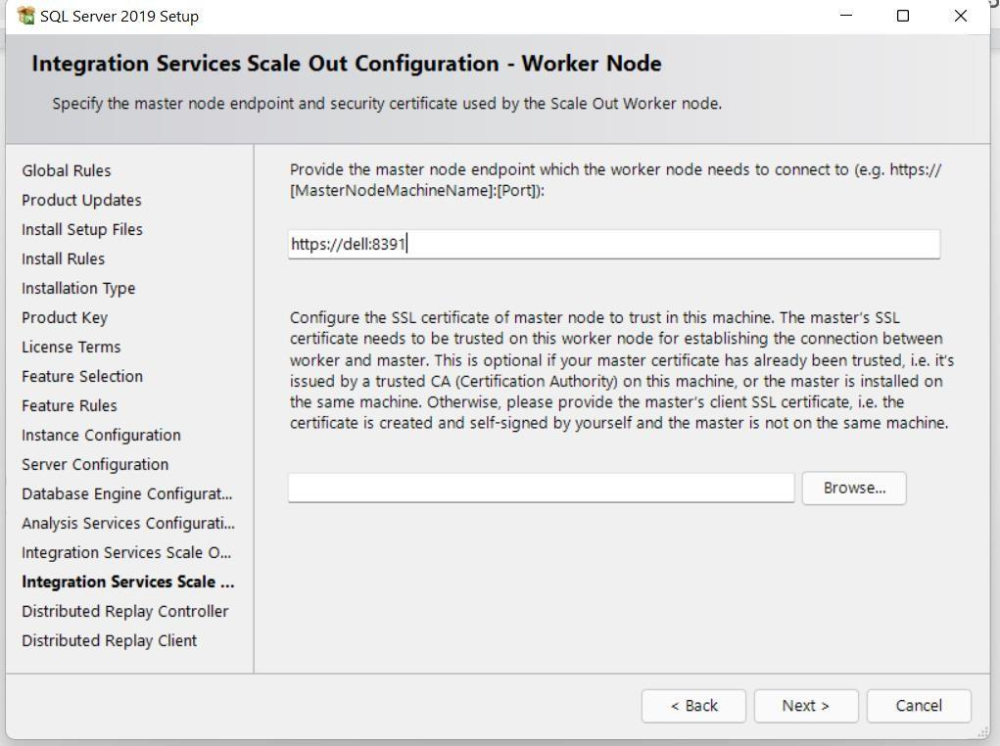 SQL Server 2019 Setup
Integration Services Scale Out Configuration - Worker Node
Specify the master node endpoint and security certificate used by the Scale Out Worker node.
Global Rules
Product Updates
Install Setup Files
Install Rules
Installation Type
Product Key
License Terms
Feature Selection
Feature Rules
Instance Configuration
Server Configuration
Database Engine Configurat...
Analysis Services Configurati...
Integration Services Scale O...
Integration Services Scale ...
Distributed Replay Controller
Distributed Replay Client
Provide the master node endpoint which the worker node needs to connect to (e.g. https://
[MasterNodeMachineName]:[Port]):
https://dell:8391
Configure the SSL certificate of master node to trust in this machine. The master's SSL
certificate needs to be trusted on this worker node for establishing the connection between
worker and master. This is optional if your master certificate has already been trusted, i.e. it's
issued by a trusted CA (Certification Authority) on this machine, or the master is installed on
the same machine. Otherwise, please provide the master's client SSL certificate, i.e. the
certificate is created and self-signed by yourself and the master is not on the same machine.
Browse...
< Back
Next >
Cancel